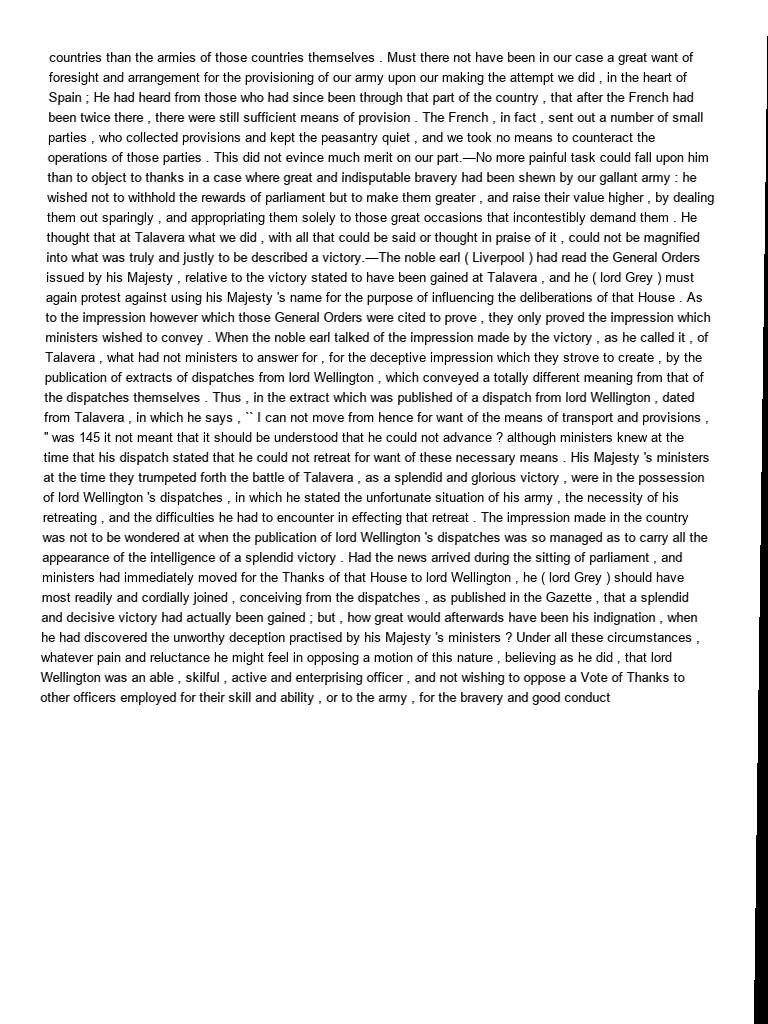 countries than the armies of those countries themselves . Must there not have been in our case a great want of
foresight and arrangement for the provisioning of our army upon our making the attempt we did , in the heart of
Spain ; He had heard from those who had since been through that part of the country , that after the French had
been twice there , there were still sufficient means of provision . The French , in fact , sent out a number of small
parties , who collected provisions and kept the peasantry quiet , and we took no means to counteract the
operations of those parties . This did not evince much merit on our part.—No more painful task could fall upon him
than to object to thanks in a case where great and indisputable bravery had been shewn by our gallant army : he
wished not to withhold the rewards of parliament but to make them greater , and raise their value higher , by dealing
them out sparingly , and appropriating them solely to those great occasions that incontestibly demand them . He
thought that at Talavera what we did , with all that could be said or thought in praise of it , could not be magnified
into what was truly and justly to be described a victory.—The noble earl ( Liverpool ) had read the General Orders
issued by his Majesty , relative to the victory stated to have been gained at Talavera , and he ( lord Grey ) must
again protest against using his Majesty 's name for the purpose of influencing the deliberations of that House . As
to the impression however which those General Orders were cited to prove , they only proved the impression which
ministers wished to convey . When the noble earl talked of the impression made by the victory , as he called it , of
Talavera , what had not ministers to answer for , for the deceptive impression which they strove to create , by the
publication of extracts of dispatches from lord Wellington , which conveyed a totally different meaning from that of
the dispatches themselves . Thus , in the extract which was published of a dispatch from lord Wellington , dated
from Talavera , in which he says , `` I can not move from hence for want of the means of transport and provisions ,
" was 145 it not meant that it should be understood that he could not advance ? although ministers knew at the
time that his dispatch stated that he could not retreat for want of these necessary means . His Majesty 's ministers
at the time they trumpeted forth the battle of Talavera , as a splendid and glorious victory , were in the possession
of lord Wellington 's dispatches , in which he stated the unfortunate situation of his army , the necessity of his
retreating , and the difficulties he had to encounter in effecting that retreat . The impression made in the country
was not to be wondered at when the publication of lord Wellington 's dispatches was so managed as to carry all the
appearance of the intelligence of a splendid victory . Had the news arrived during the sitting of parliament , and
ministers had immediately moved for the Thanks of that House to lord Wellington , he ( lord Grey ) should have
most readily and cordially joined , conceiving from the dispatches , as published in the Gazette , that a splendid
and decisive victory had actually been gained ; but , how great would afterwards have been his indignation , when
he had discovered the unworthy deception practised by his Majesty 's ministers ? Under all these circumstances ,
whatever pain and reluctance he might feel in opposing a motion of this nature , believing as he did , that lord
Wellington was an able , skilful , active and enterprising officer , and not wishing to oppose a Vote of Thanks to
other officers employed for their skill and ability , or to the army , for the bravery and good conduct